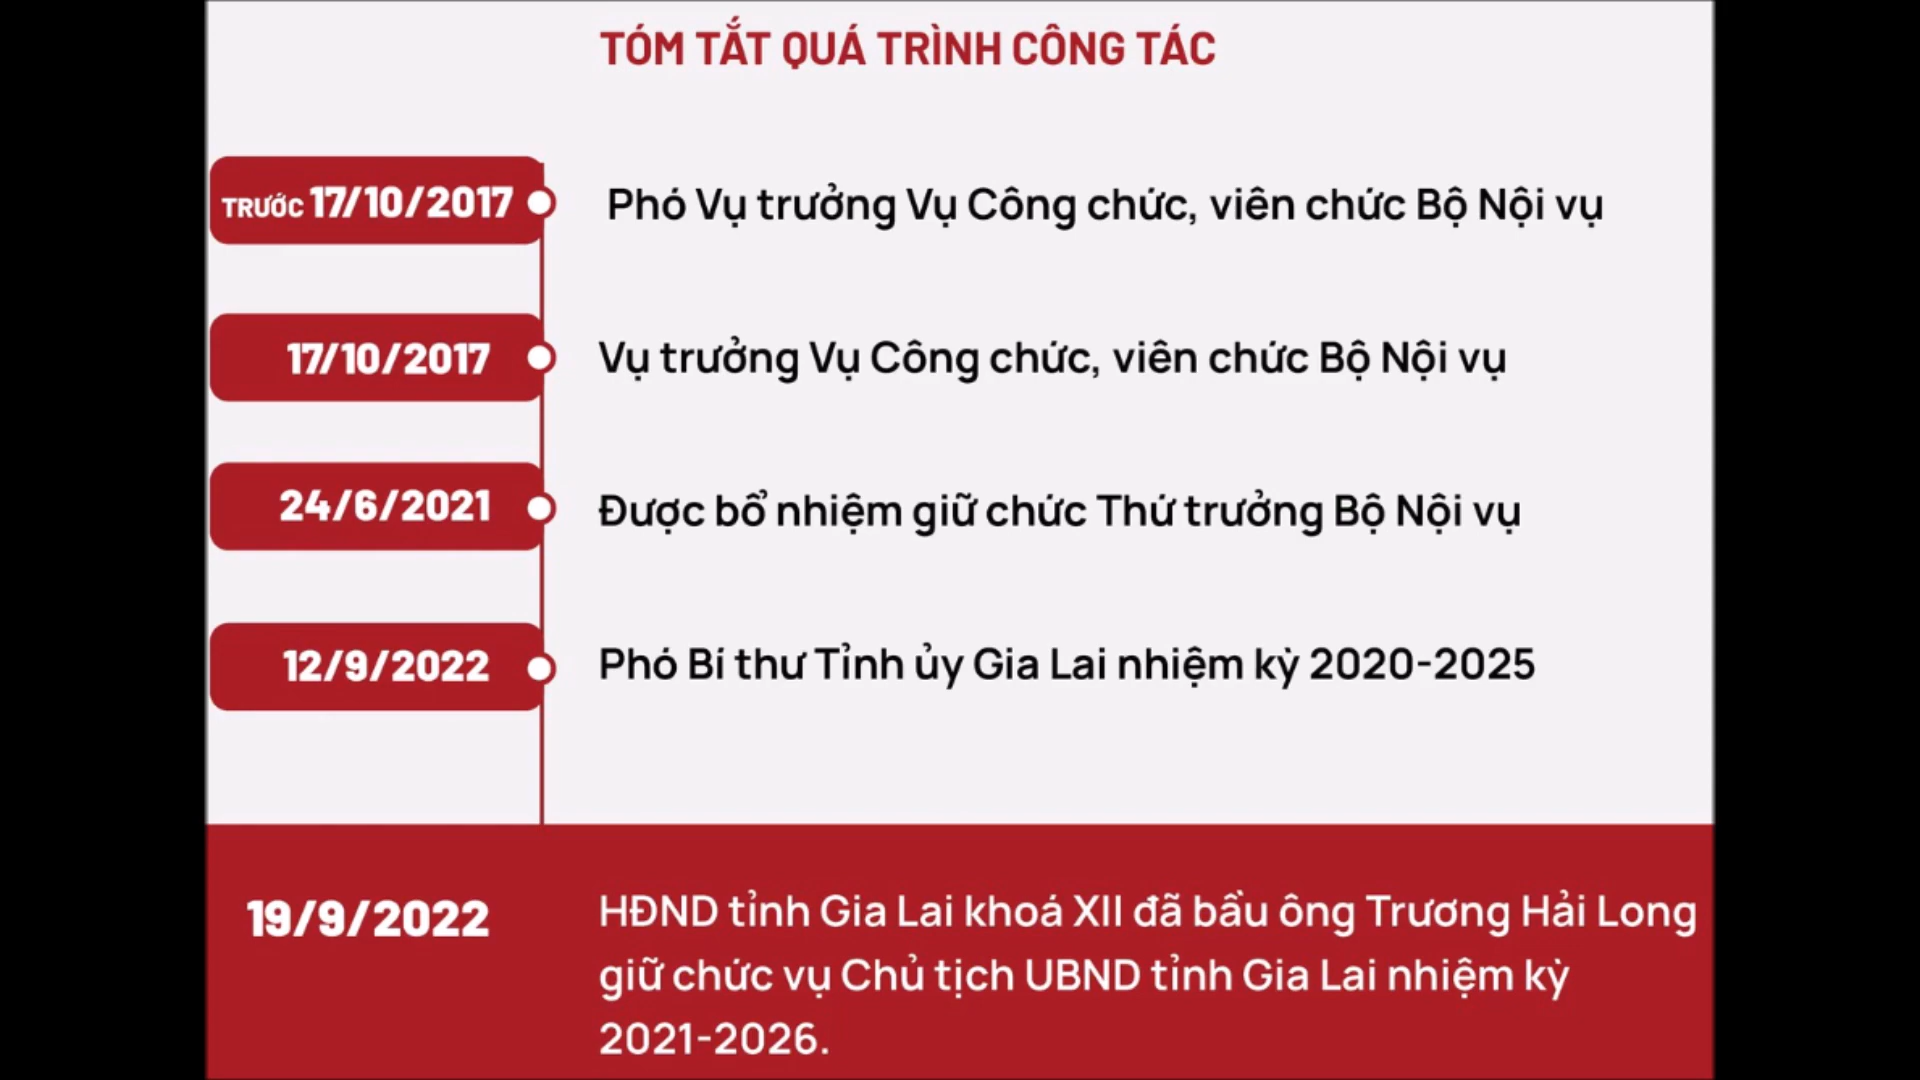 TÓM TẮT QUÁ TRÌNH CÔNG TÁC
TRƯỚC 17/10/2017 Phó Vụ trưởng Vụ Công chức, viên chức Bộ Nội vụ
17/10/2017 Vụ trưởng Vụ Công chức, viên chức Bộ Nội vụ
24/6/2021 Được bổ nhiệm giữ chức Thứ trưởng Bộ Nội vụ
12/9/2022 Phó Bí thư Tỉnh ủy Gia Lai nhiệm kỳ 2020-2025
19/9/2022 HĐND tỉnh Gia Lai khoá XII đã bầu ông Trương Hải Long
giữ chức vụ Chủ tịch UBND tỉnh Gia Lai nhiệm kỳ
2021-2026.